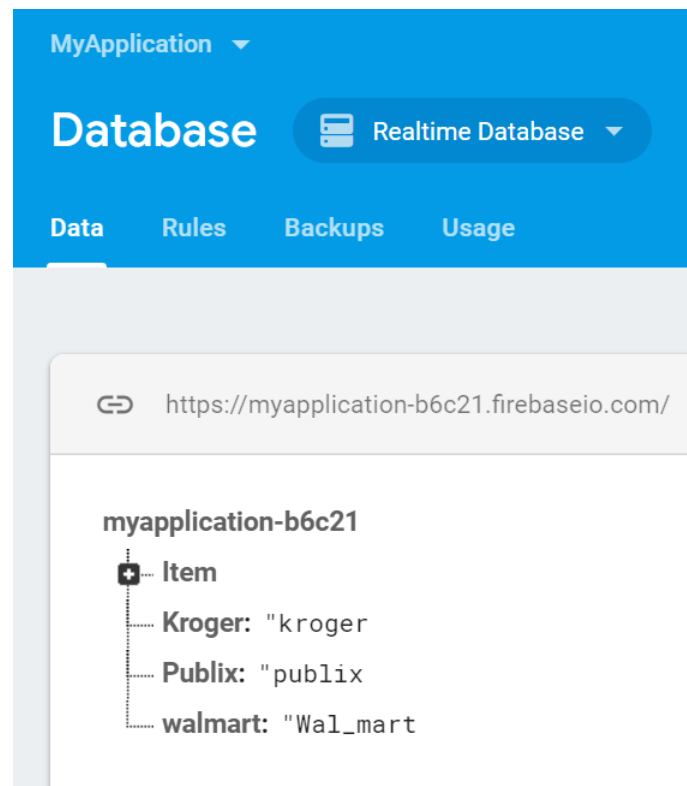 MyApplication
Database Realtime Database
Data Rules Backups Usage
https://myapplication-b6c21.firebaseio.com/
myapplication-b6c21
Item
Kroger: "kroger
Publix: "publix
walmart: "Wal_mart